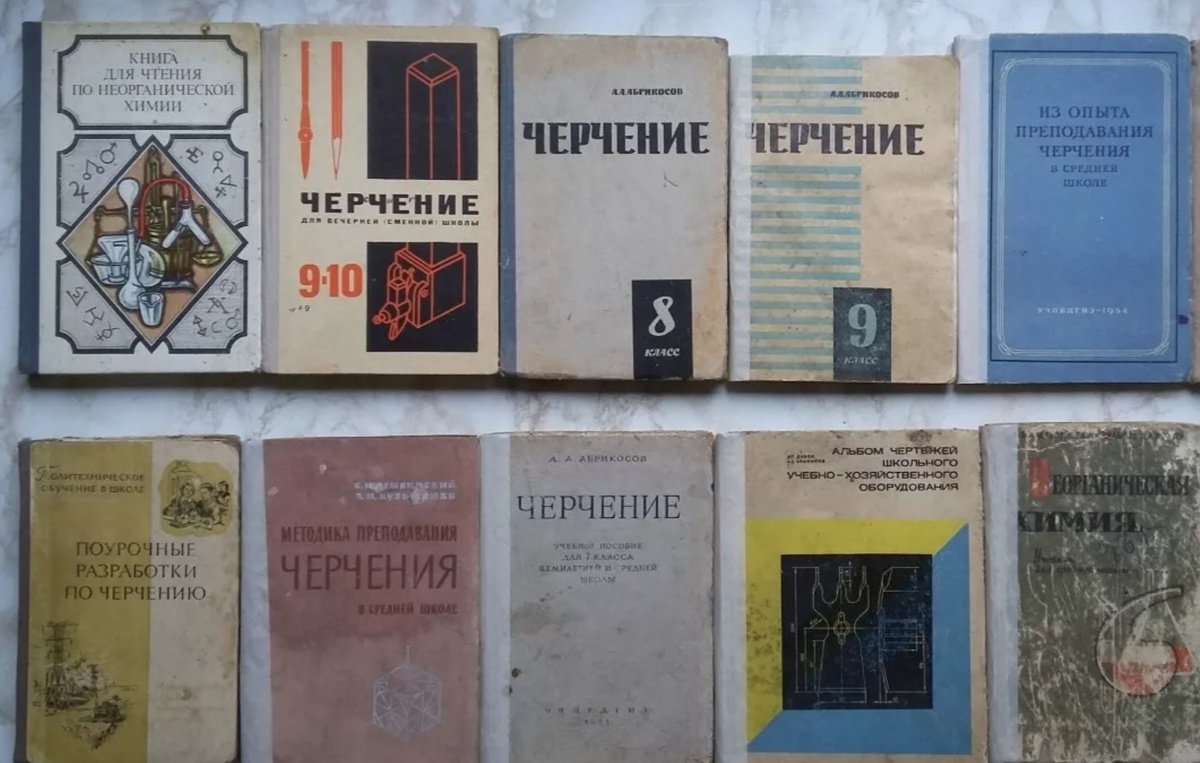 КНИГА
ДЛЯ ЧТЕНИЯ
ПО НЕОРГАНИЧЕСКОЙ
ХИМИИ
ЧЕРЧЕНИЕ
ДЛЯ ВЕЧЕРНЕЙ (СМЕННОЙ) ШКОЛЫ
9-10
А.А.АБРИКОСОВ
ЧЕРЧЕНИЕ
8
КЛАСС
А.А.АБРИКОСОВ
ЧЕРЧЕНИЕ
9
КЛАСС
ИЗ ОПЫТА
ПРЕПОДАВАНИЯ
ЧЕРЧЕНИЯ
В СРЕДНЕЙ
ШКОЛЕ
УЧПЕДГИЗ-1954
ПОЛИТЕХНИЧЕСКОЕ
ОБУЧЕНИЕ В ШКОЛЕ
ПОУРОЧНЫЕ
РАЗРАБОТКИ
ПО ЧЕРЧЕНИЮ
МЕТОДИКА ПРЕПОДАВАНИЯ
ЧЕРЧЕНИЯ
В СРЕДНЕЙ ШКОЛЕ
А. А. АБРИКОСОВ
ЧЕРЧЕНИЕ
УЧЕБНОЕ ПОСОБИЕ
ДЛЯ 7 КЛАССА
СЕМИЛЕТНЕЙ И СРЕДНЕЙ
ШКОЛЫ
УЧПЕДГИЗ
АЛЬБОМ ЧЕРТЕЖЕЙ
ШКОЛЬНОГО
УЧЕБНО-ХОЗЯЙСТВЕННОГО
ОБОРУДОВАНИЯ
НЕОРГАНИЧЕСКАЯ
ХИМИЯ